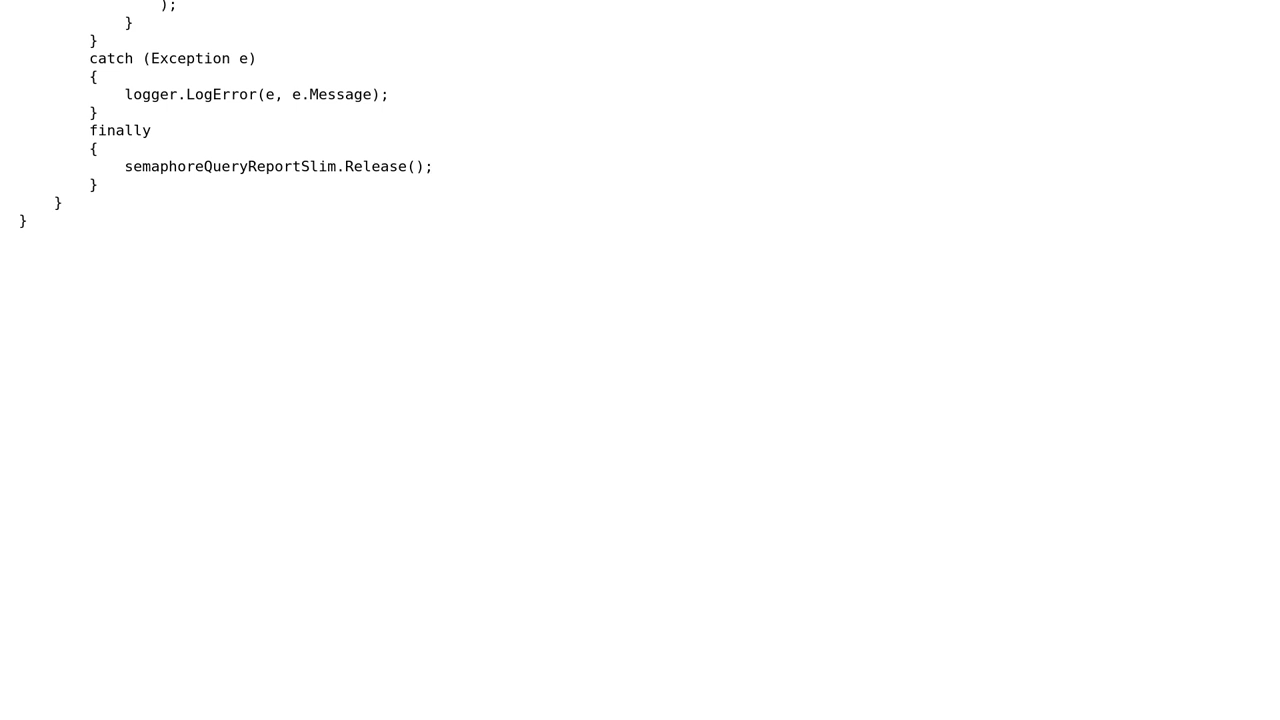 );
            }
        }
        catch (Exception e)
        {
            logger.LogError(e, e.Message);
        }
        finally
        {
            semaphoreQueryReportSlim.Release();
        }
    }
}